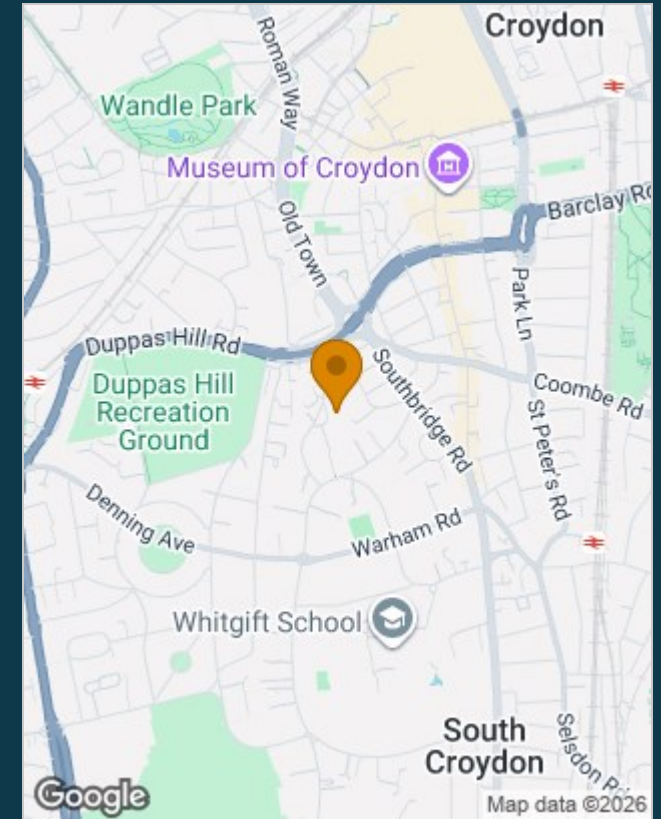 Croydon
Roman Way
Wandle Park
Museum of Croydon
Barclay Rd
Old Town
Park Ln
Duppas Hill Rd
Duppas Hill
Recreation
Ground
Southbridge Rd
Coombe Rd
St Peter's Rd
Denning Ave
Warham Rd
Whitgift School
South
Croydon
Selsdon Rd
Google
Map data ©2026